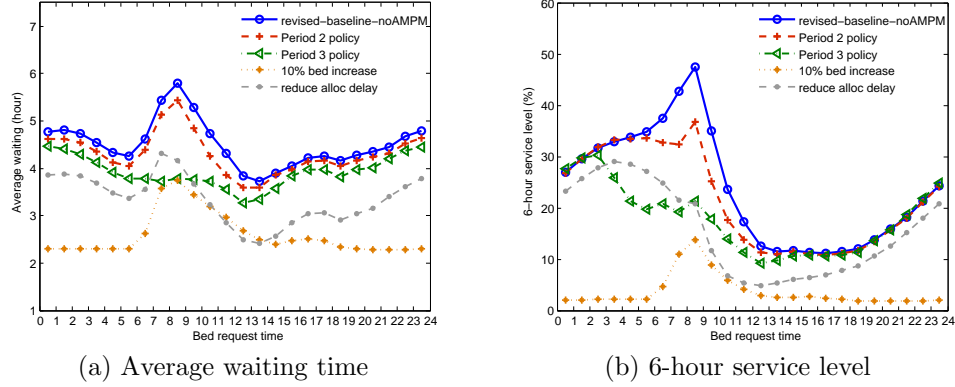 7
6
5
4
3
2
1
Average waiting (hour)
revised−baseline−noAMPM
Period 2 policy
Period 3 policy
10% bed increase
reduce alloc delay
0 1 2 3 4 5 6 7 8 9 10 11 12 13 14 15 16 17 18 19 20 21 22 23 24
Bed request time
(a) Average waiting time
60
50
40
30
20
10
0
6−hour service level (%)
revised−baseline−noAMPM
Period 2 policy
Period 3 policy
10% bed increase
reduce alloc delay
0 1 2 3 4 5 6 7 8 9 10 11 12 13 14 15 16 17 18 19 20 21 22 23 24
Bed request time
(b) 6-hour service level